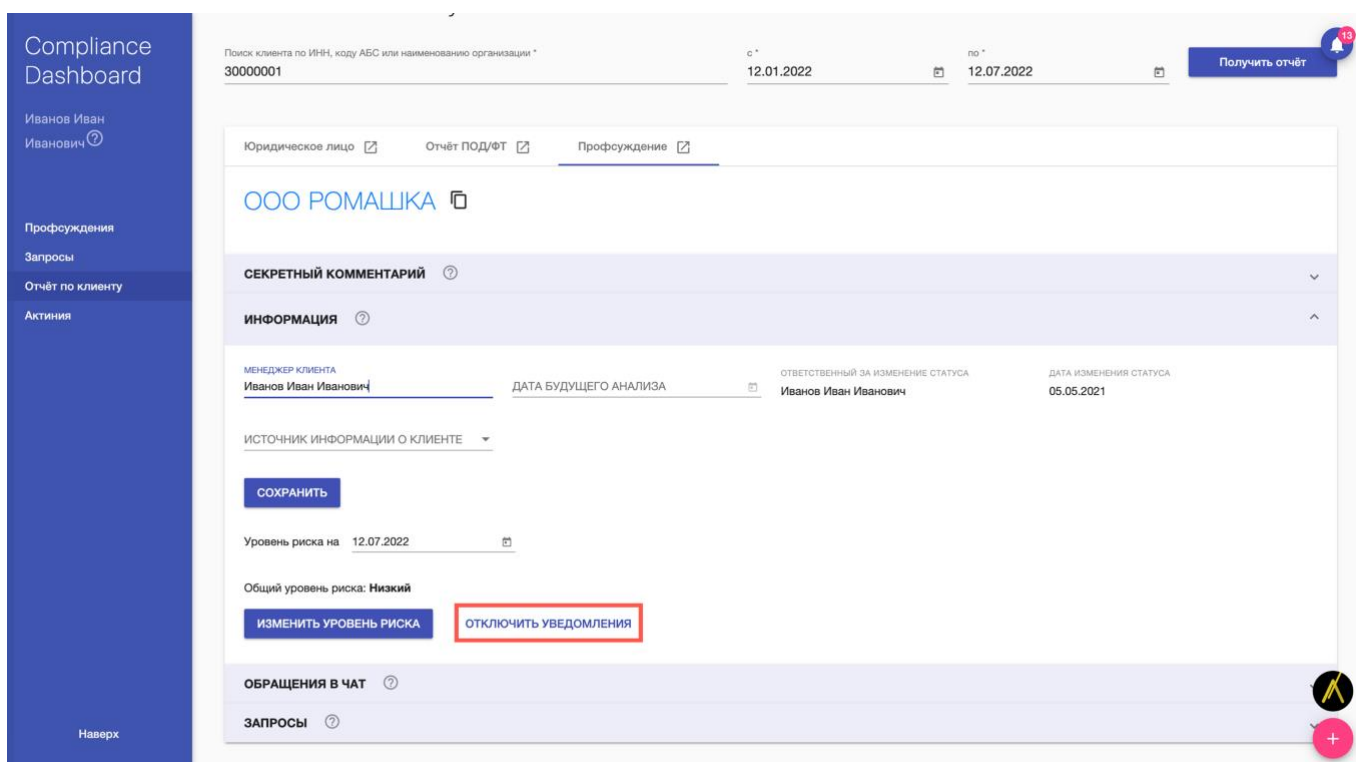 Compliance
Dashboard
Иванов Иван
Иванович
Профсуждения
Запросы
Отчёт по клиенту
Актиния
Наверх
Поиск клиента по ИНН, коду АБС или наименованию организации *
30000001
с *
12.01.2022
по *
12.07.2022
Получить отчёт
13
Юридическое лицо
Отчёт ПОД/ФТ
Профсуждение
ООО РОМАШКА
СЕКРЕТНЫЙ КОММЕНТАРИЙ
ИНФОРМАЦИЯ
МЕНЕДЖЕР КЛИЕНТА
Иванов Иван Иванович
ДАТА БУДУЩЕГО АНАЛИЗА
ОТВЕТСТВЕННЫЙ ЗА ИЗМЕНЕНИЕ СТАТУСА
Иванов Иван Иванович
ДАТА ИЗМЕНЕНИЯ СТАТУСА
05.05.2021
ИСТОЧНИК ИНФОРМАЦИИ О КЛИЕНТЕ
СОХРАНИТЬ
Уровень риска на 12.07.2022
Общий уровень риска: Низкий
ИЗМЕНИТЬ УРОВЕНЬ РИСКА
ОТКЛЮЧИТЬ УВЕДОМЛЕНИЯ
ОБРАЩЕНИЯ В ЧАТ
ЗАПРОСЫ